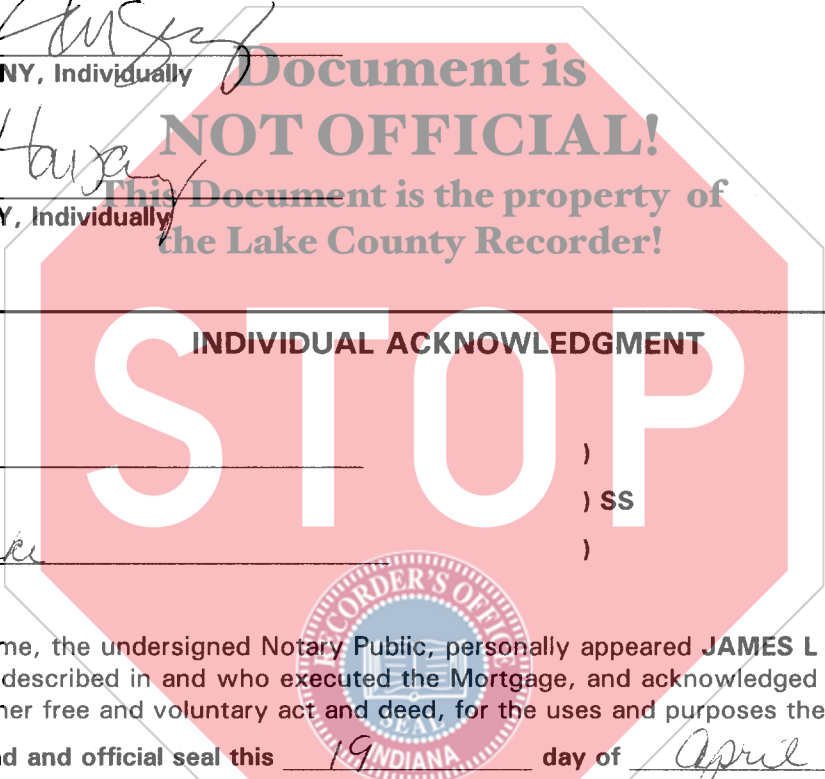 Document is
NY, Individually
NOT OFFICIAL!
This Document is the property of
Y, Individually
the Lake County Recorder!
STOP
INDIVIDUAL ACKNOWLEDGMENT
)
) SS
)
RECORDER'S OFFICE
me, the undersigned Notary Public, personally appeared JAMES L
described in and who executed the Mortgage, and acknowledged
her free and voluntary act and deed, for the uses and purposes the
SEAL
nd and official seal this 19 day of April
INDIANA